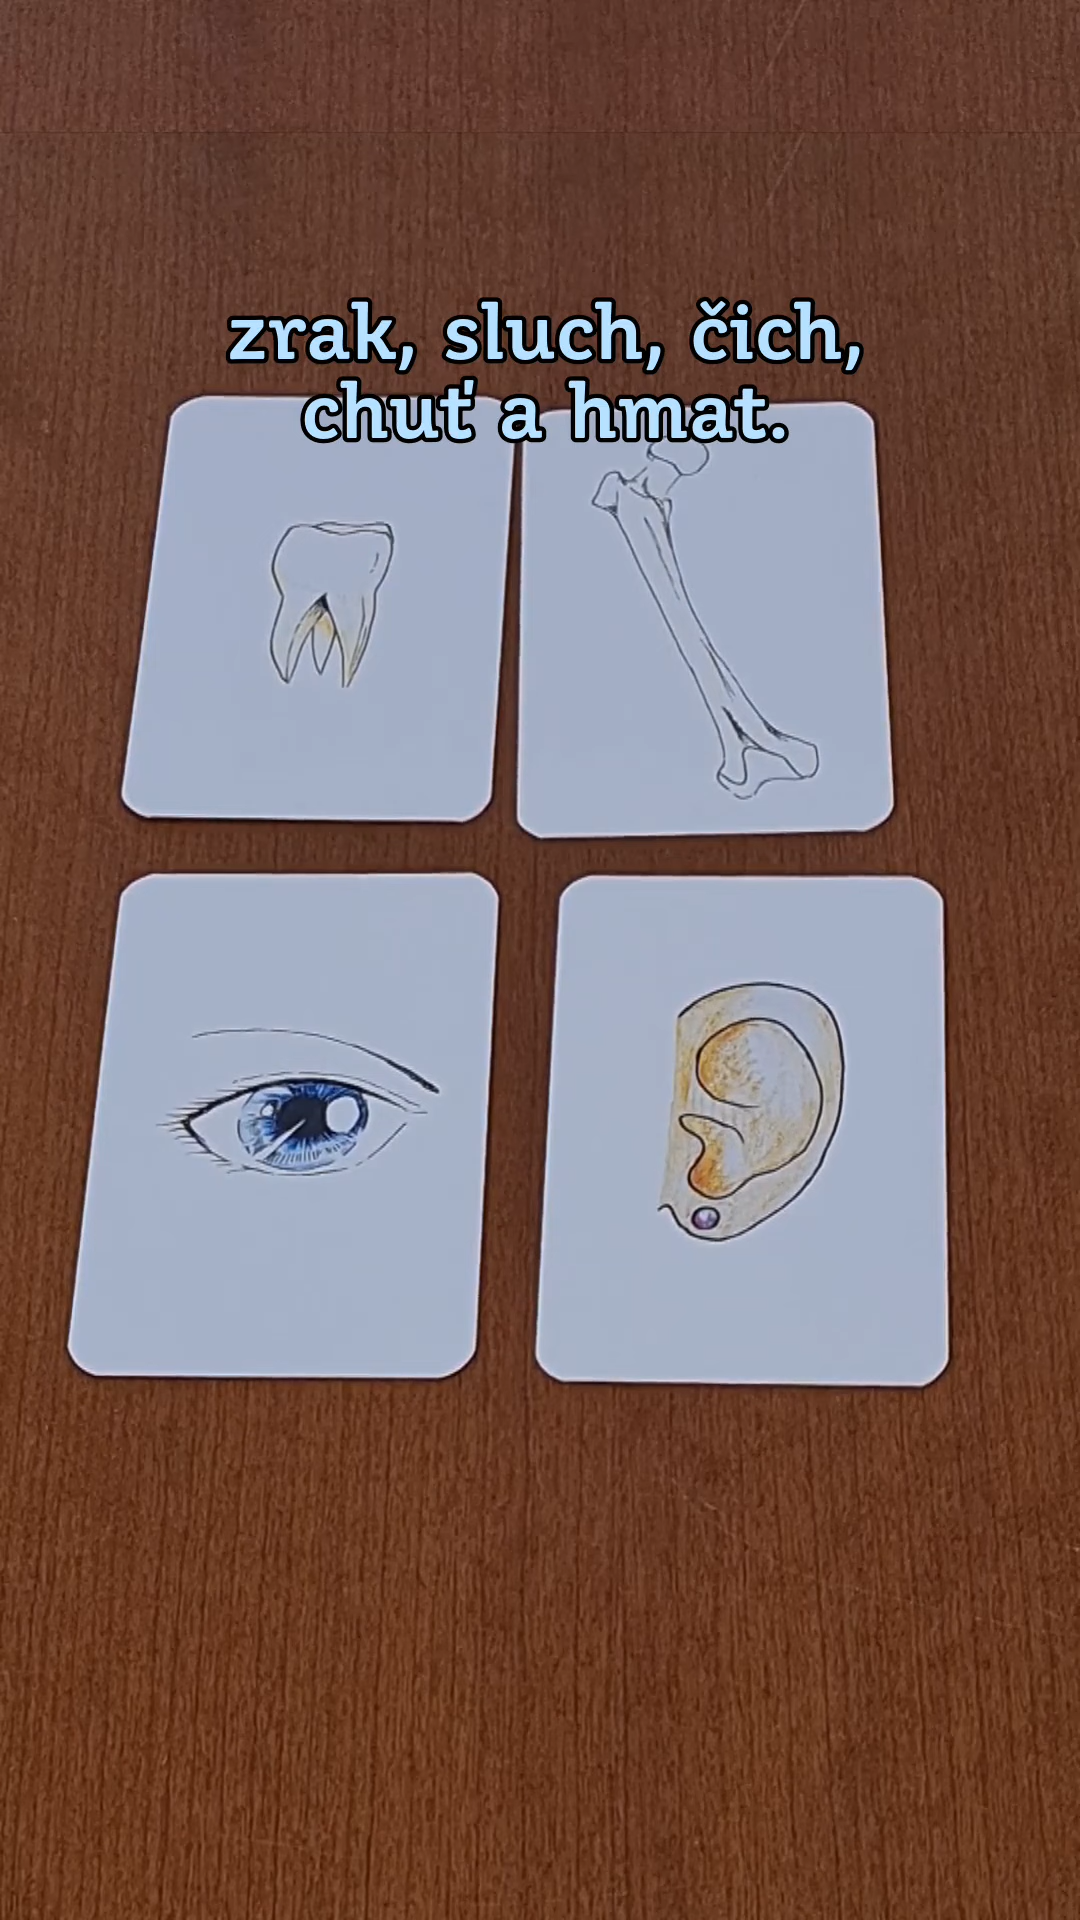 zrak, sluch, čich,
chuť a hmat.